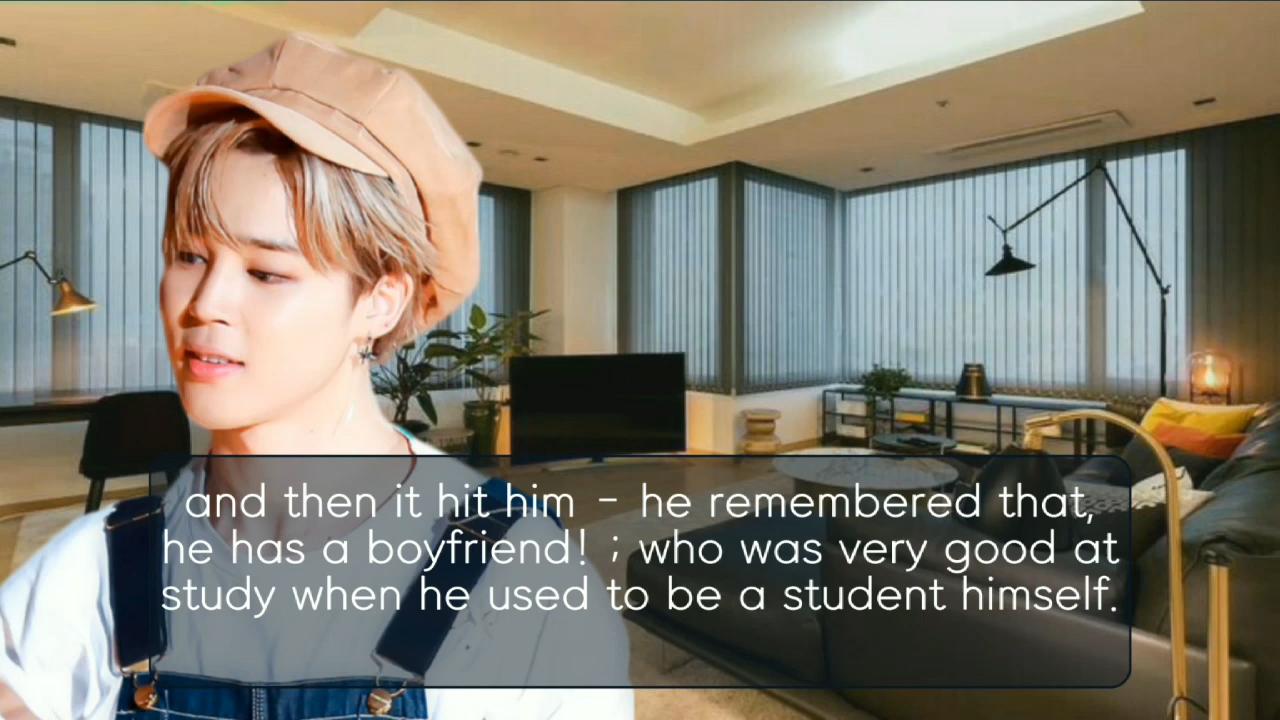 and then it hit him - he remembered that,
he has a boyfriend! ; who was very good at
study when he used to be a student himself.